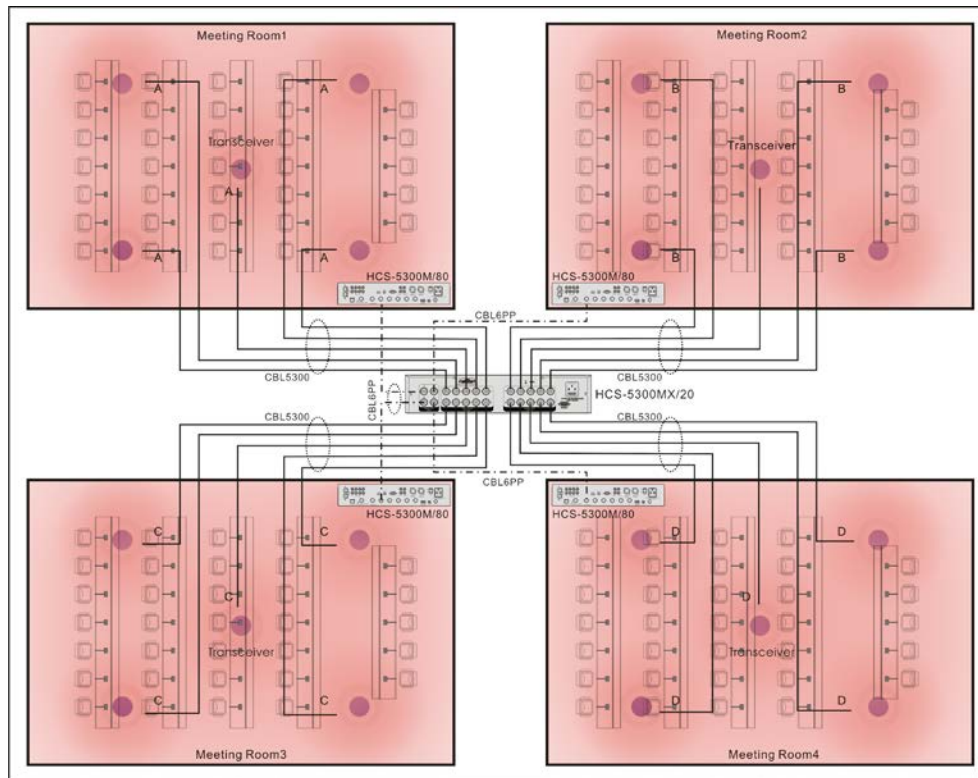 Meeting Room1
Meeting Room2
A
A
B
B
Transceiver
Transceiver
A
A
A
B
B
HCS-5300M/80
HCS-5300M/80
CBL6PP
CBL5300
CBL5300
CBL6PP
HCS-5300MX/20
CBL5300
CBL5300
CBL6PP
HCS-5300M/80
HCS-5300M/80
C
C
D
D
C
D
Transceiver
Transceiver
C
C
D
D
Meeting Room3
Meeting Room4